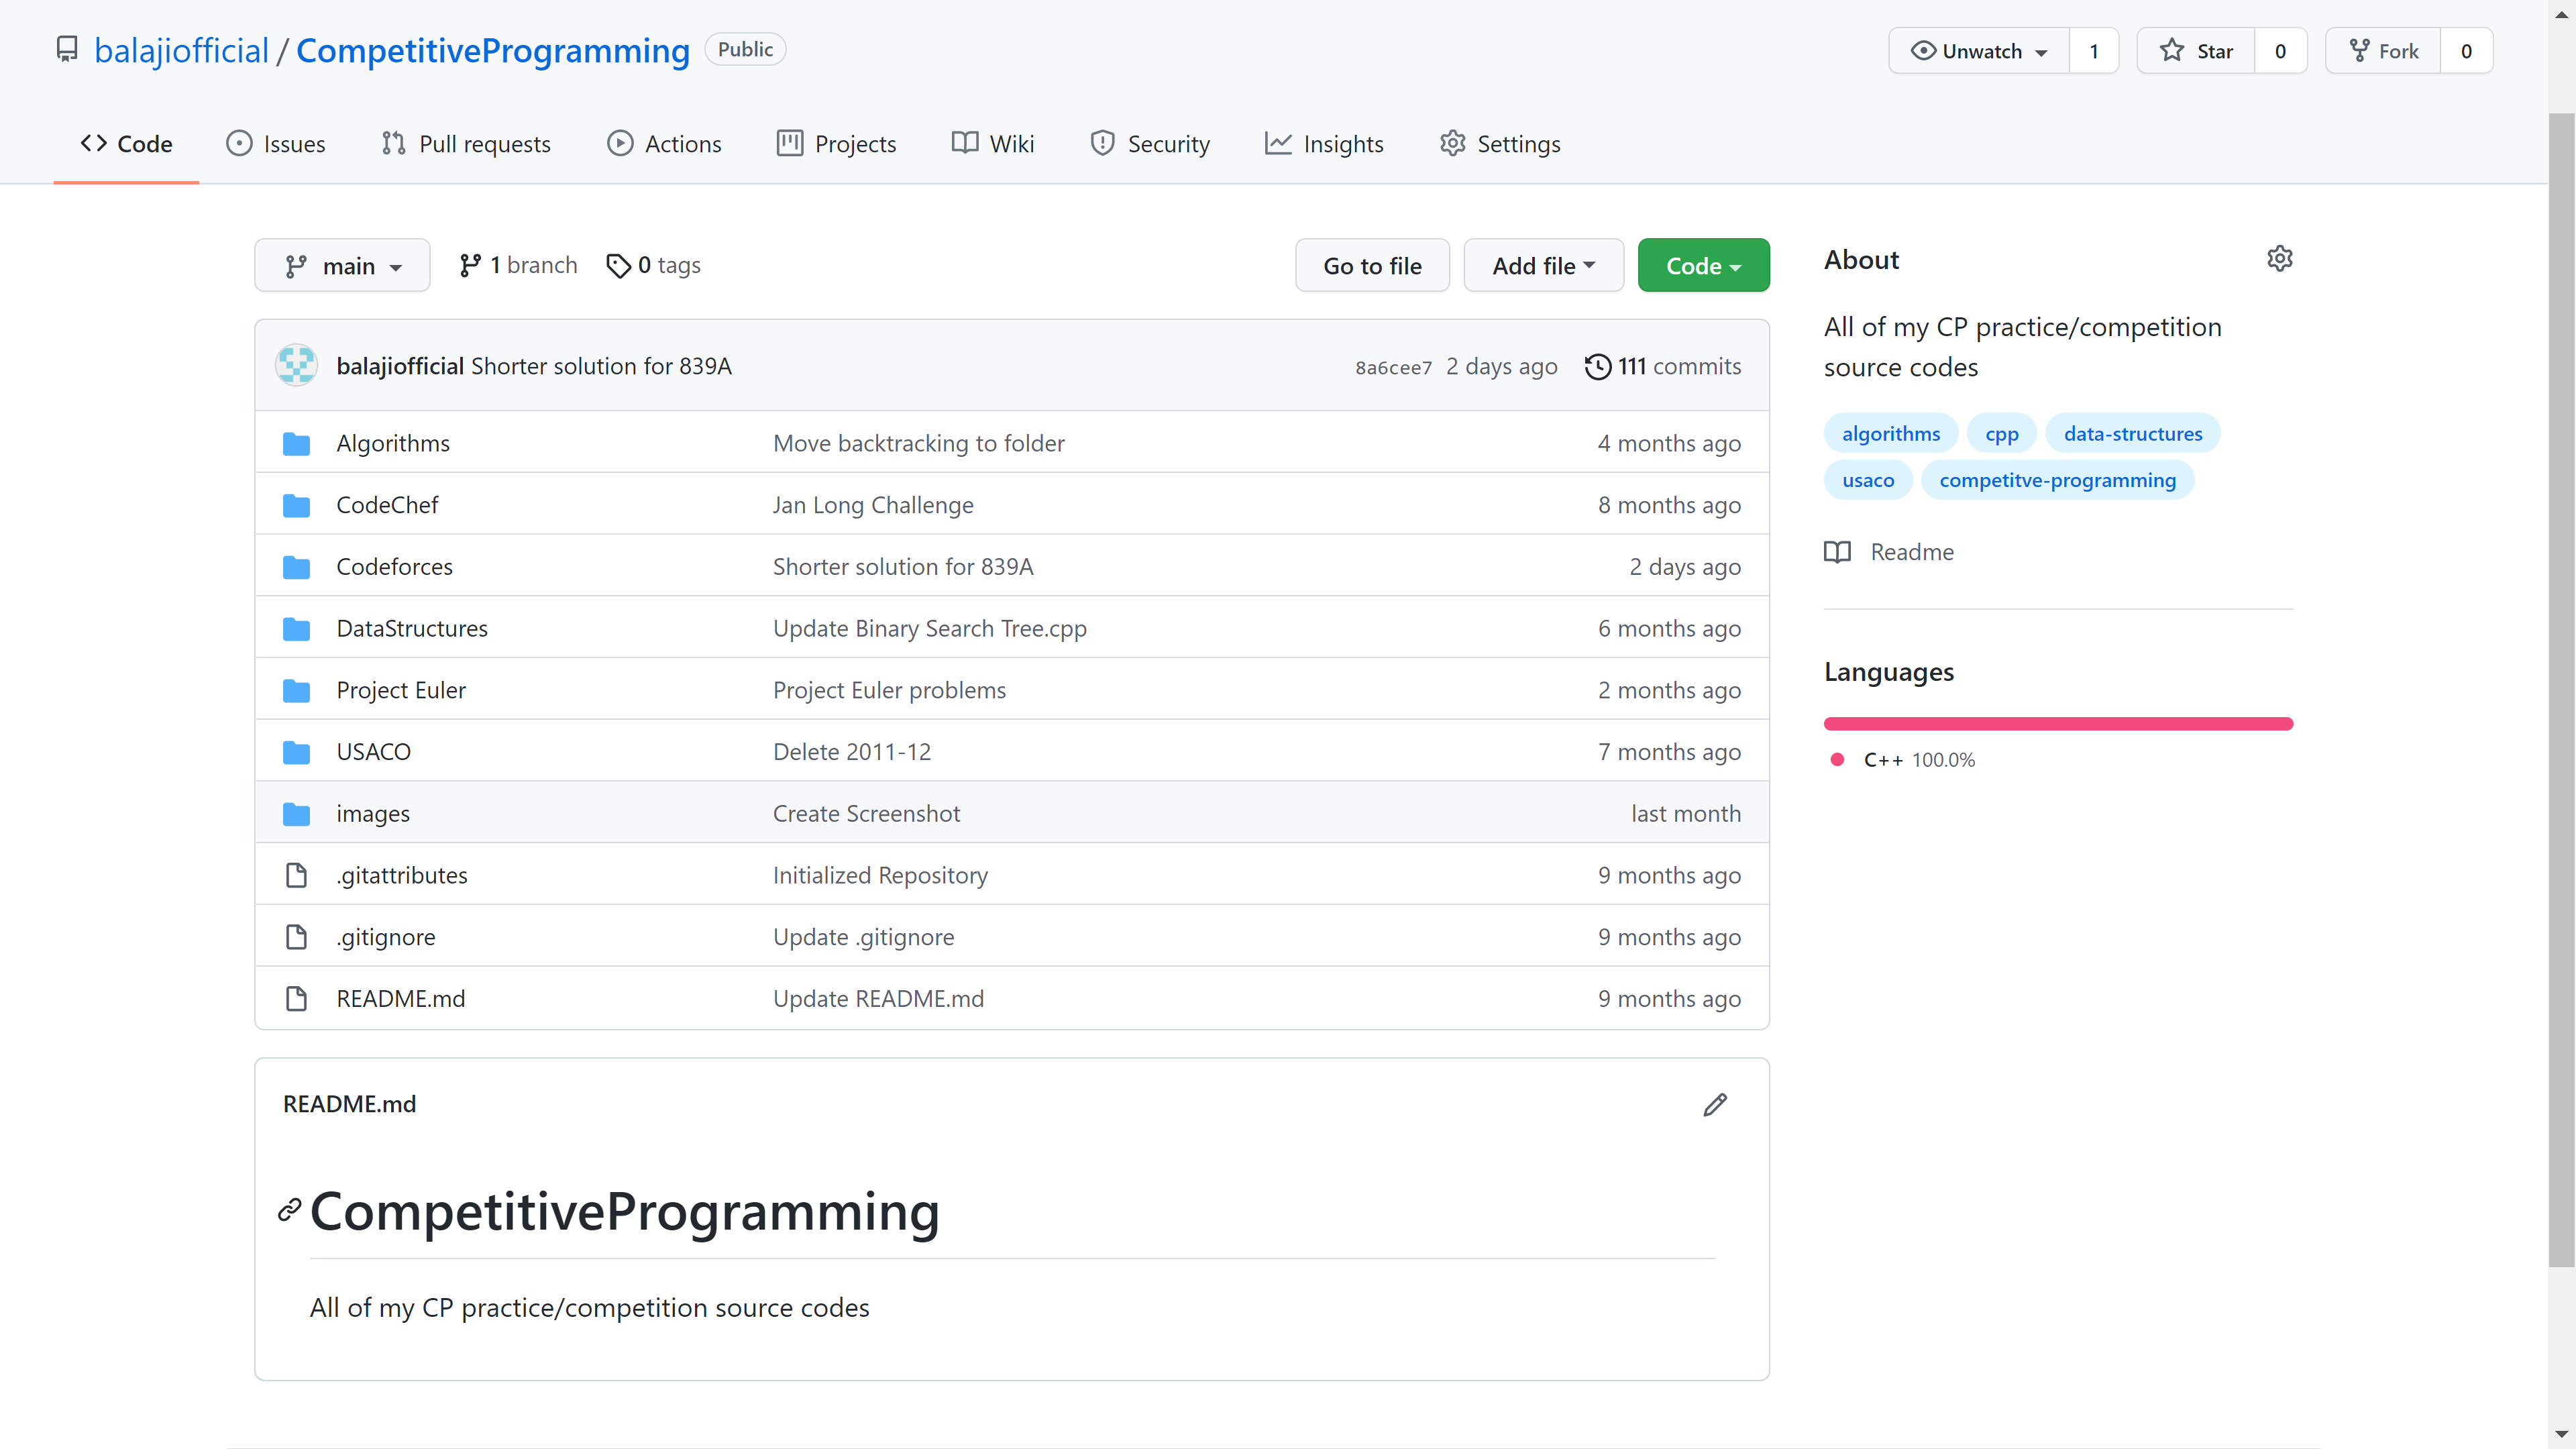 balajiofficial / CompetitiveProgramming Public Unwatch 1 Star 0 Fork 0
Code Issues Pull requests Actions Projects Wiki Security Insights Settings
main 1 branch 0 tags Go to file Add file Code
balajiofficial Shorter solution for 839A 8a6cee7 2 days ago 111 commits
Algorithms Move backtracking to folder 4 months ago
CodeChef Jan Long Challenge 8 months ago
Codeforces Shorter solution for 839A 2 days ago
DataStructures Update Binary Search Tree.cpp 6 months ago
Project Euler Project Euler problems 2 months ago
USACO Delete 2011-12 7 months ago
images Create Screenshot last month
.gitattributes Initialized Repository 9 months ago
.gitignore Update .gitignore 9 months ago
README.md Update README.md 9 months ago
README.md
CompetitiveProgramming
All of my CP practice/competition source codes
About
All of my CP practice/competition
source codes
algorithms cpp data-structures
usaco competitve-programming
Readme
Languages
C++ 100.0%